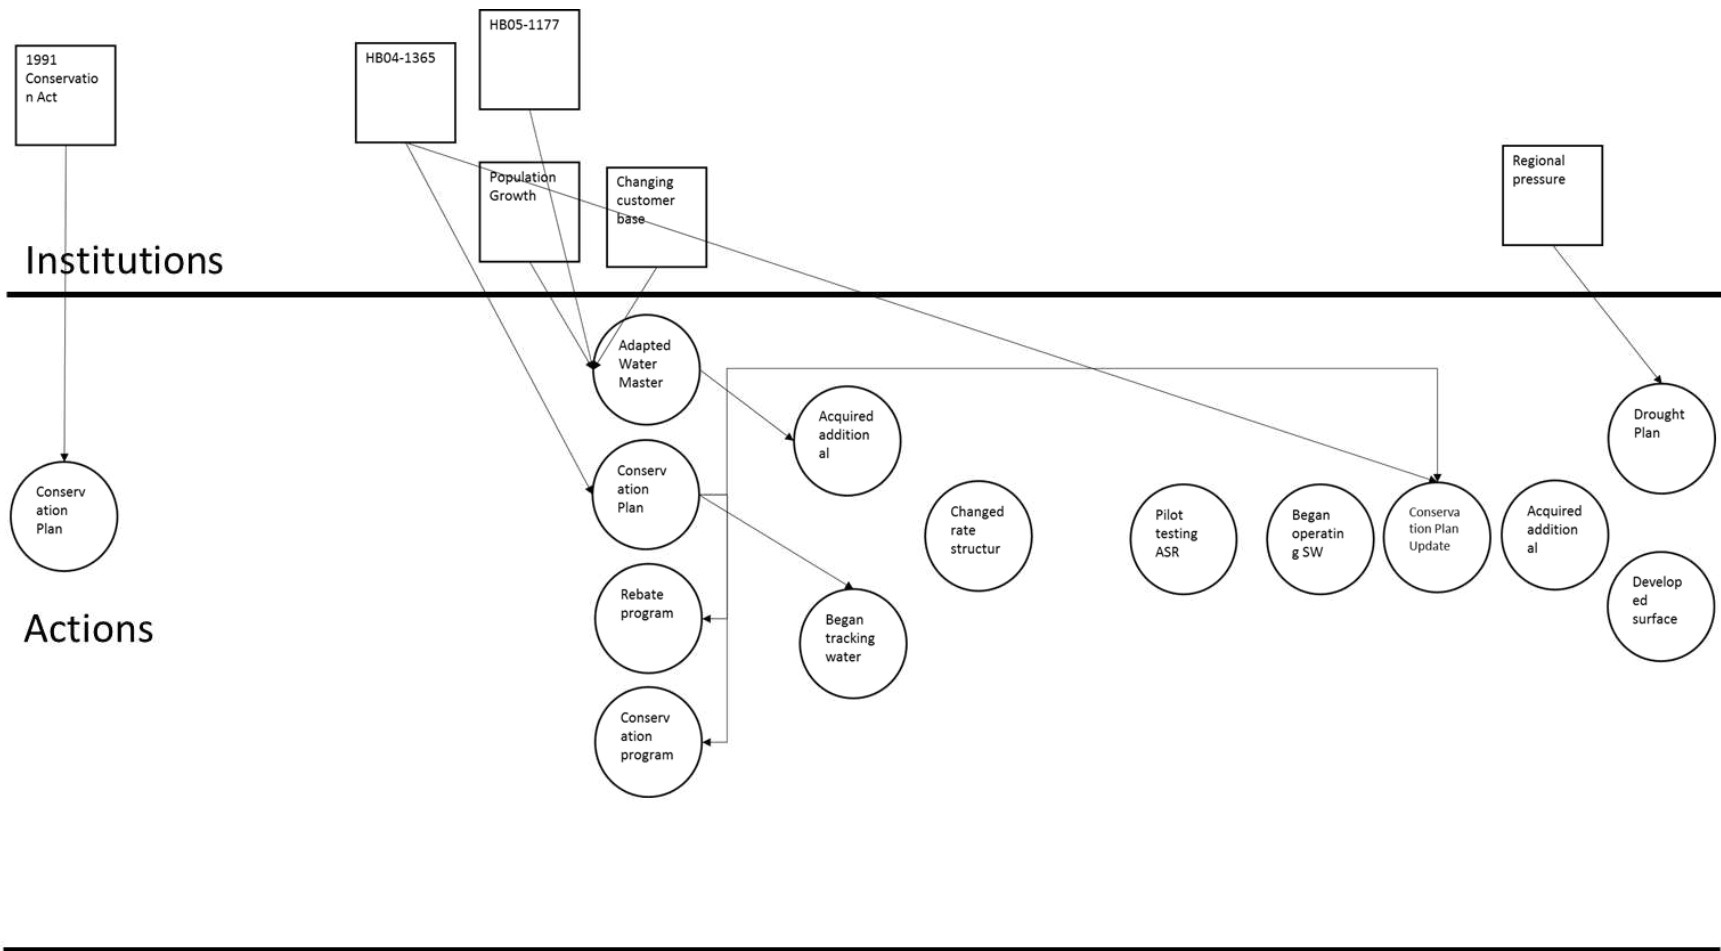 1991
Conservatio
n Act
HB04-1365
HB05-1177
Population
Growth
Changing
customer
base
Regional
pressure
Institutions
Adapted
Water
Master
Acquired
addition
al
Drought
Plan
Conserv
ation
Plan
Conserv
ation
Plan
Changed
rate
structur
Pilot
testing
ASR
Began
operatin
g SW
Conserva
tion Plan
Update
Acquired
addition
al
Develop
ed
surface
Actions
Rebate
program
Began
tracking
water
Conserv
ation
program